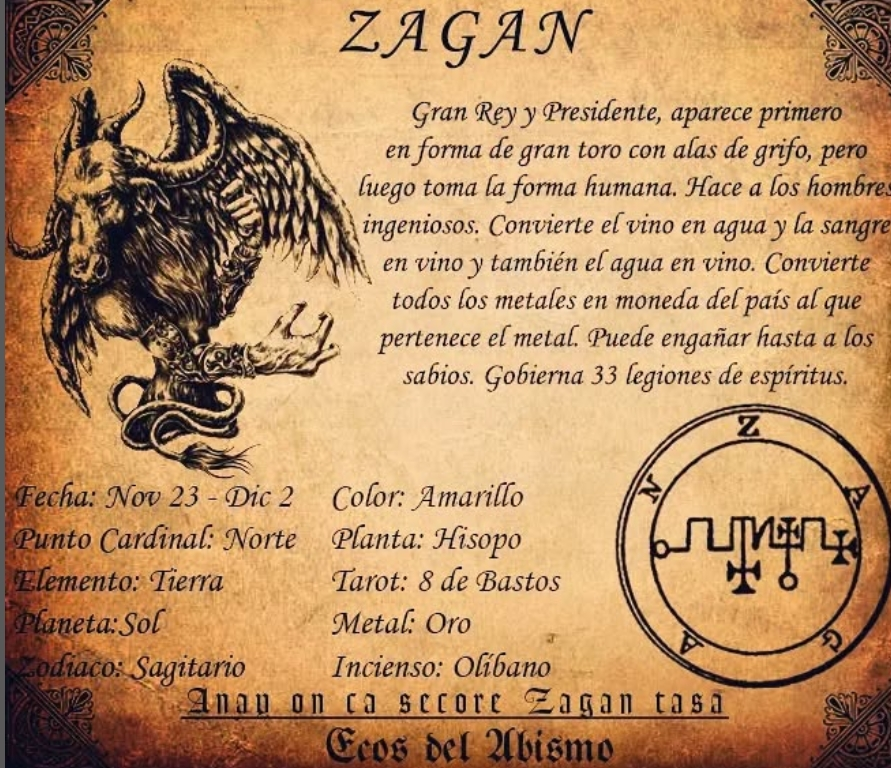 ZAGAN
Gran Rey y Presidente, aparece primero
en forma de gran toro con alas de grifo, pero
luego toma la forma humana. Hace a los hombres
ingeniosos. Convierte el vino en agua y la sangre
en vino y también el agua en vino. Convierte
todos los metales en moneda del país al que
pertenece el metal. Puede engañar hasta a los
sabios. Gobierna 33 legiones de espíritus.
Fecha: Nov 23 - Dic 2
Punto Cardinal: Norte
Elemento: Tierra
Planeta:Sol
Zodiaco: Sagitario
Color: Amarillo
Planta: Hisopo
Tarot: 8 de Bastos
Metal: Oro
Incienso: Olíbano
Z A G A N
Anay on ca secore Zagan tasa
Ecos del Abismo